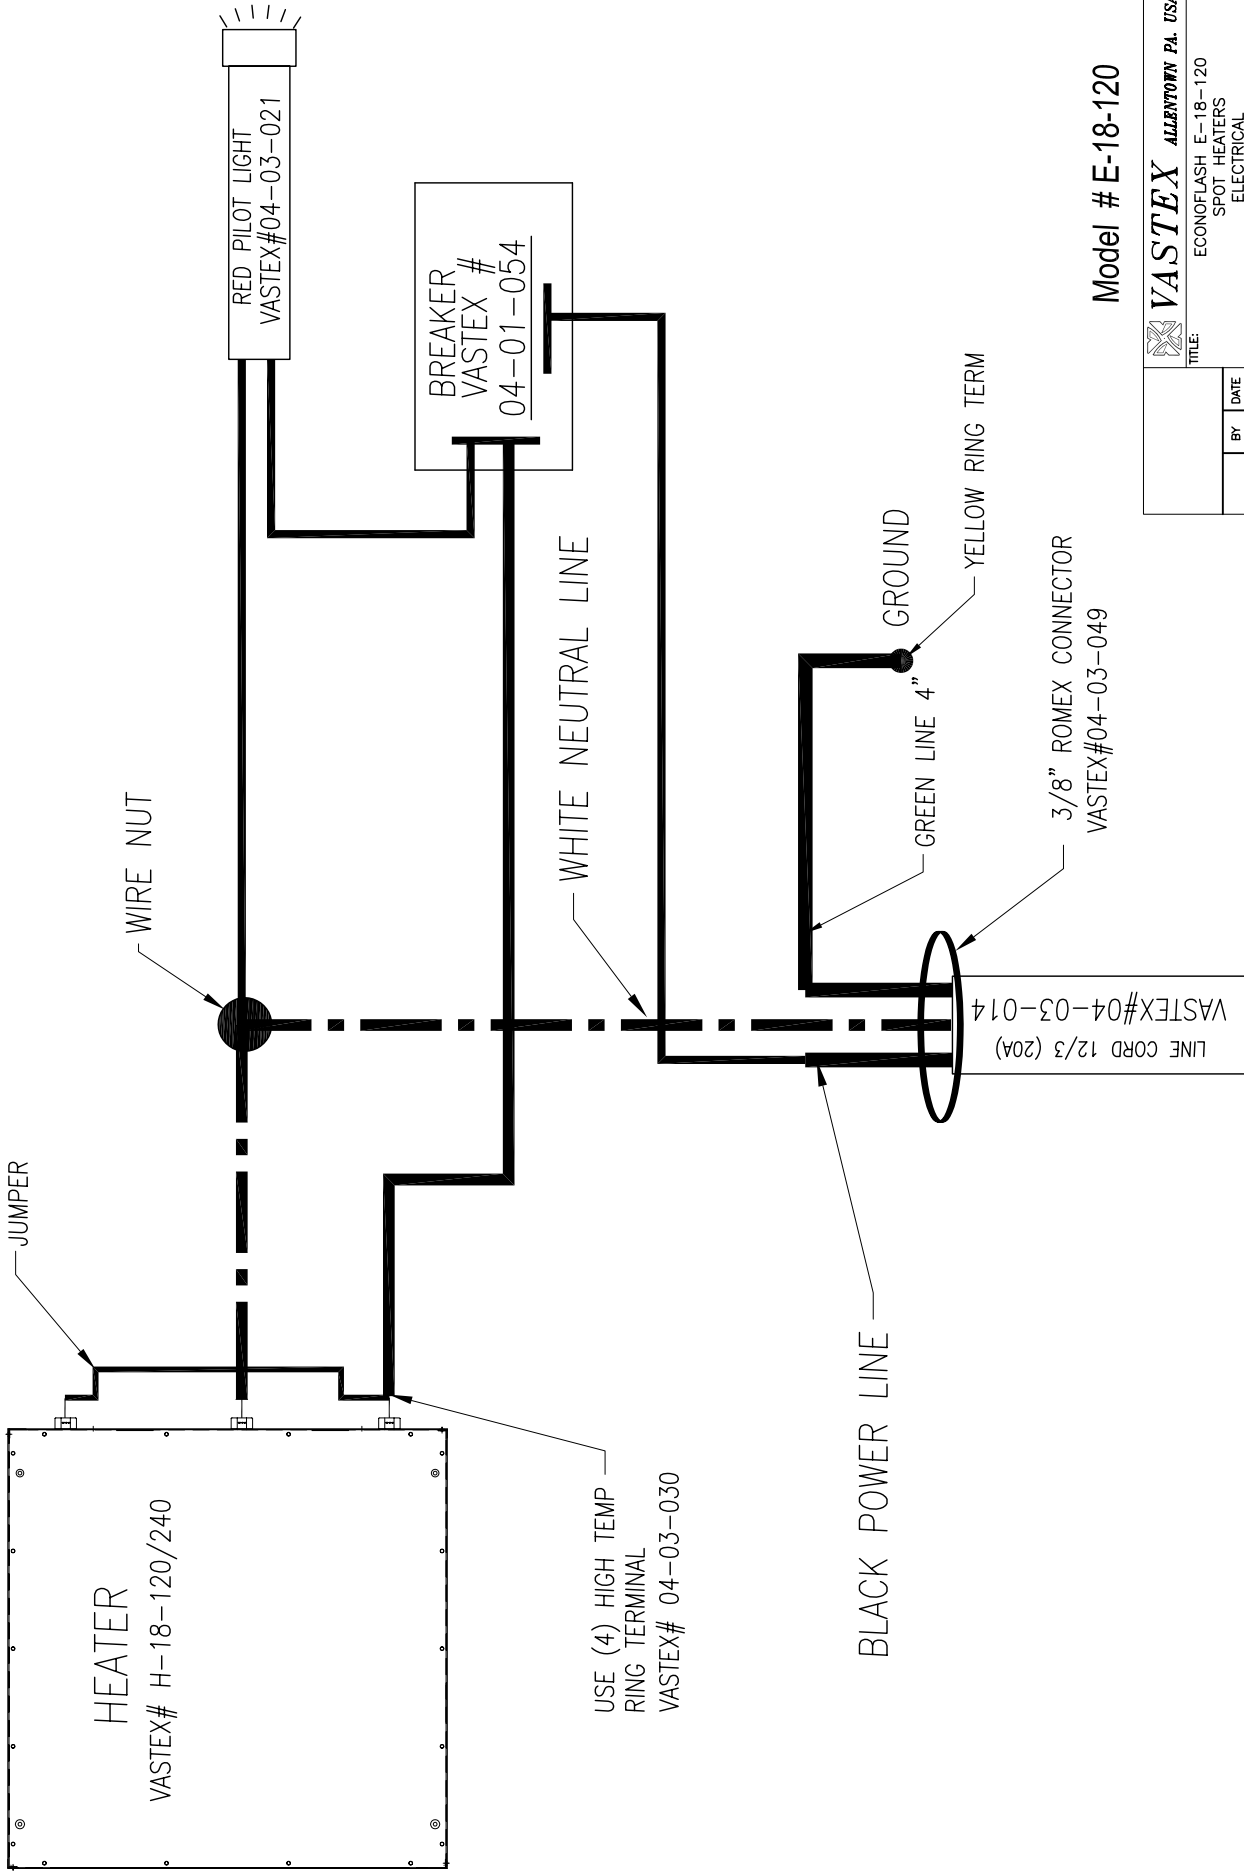 JUMPER
WIRE NUT
RED PILOT LIGHT
VASTEX#04-03-021
HEATER
VASTEX# H-18-120/240
BREAKER
VASTEX #
04-01-054
WHITE NEUTRAL LINE
USE (4) HIGH TEMP
RING TERMINAL
VASTEX# 04-03-030
BLACK POWER LINE
GROUND
GREEN LINE 4"
YELLOW RING TERM
3/8" ROMEX CONNECTOR
VASTEX#04-03-049
LINE CORD 12/3 (20A)
VASTEX#04-03-014
Model # E-18-120
VASTEX ALLENTOWN PA. USA
TITLE:
ECONOFLASH E-18-120
SPOT HEATERS
ELECTRICAL
BY DATE